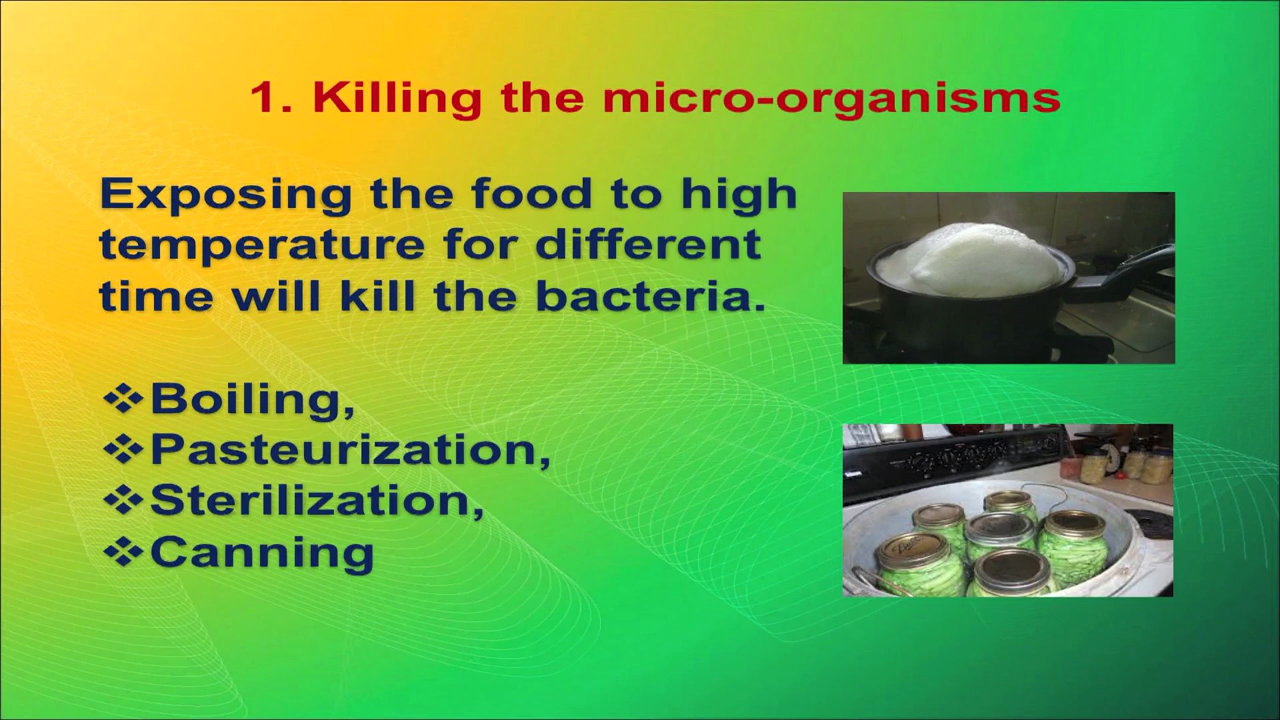 1. Killing the micro-organisms
Exposing the food to high
temperature for different
time will kill the bacteria.
❖Boiling,
❖Pasteurization,
❖Sterilization,
❖Canning